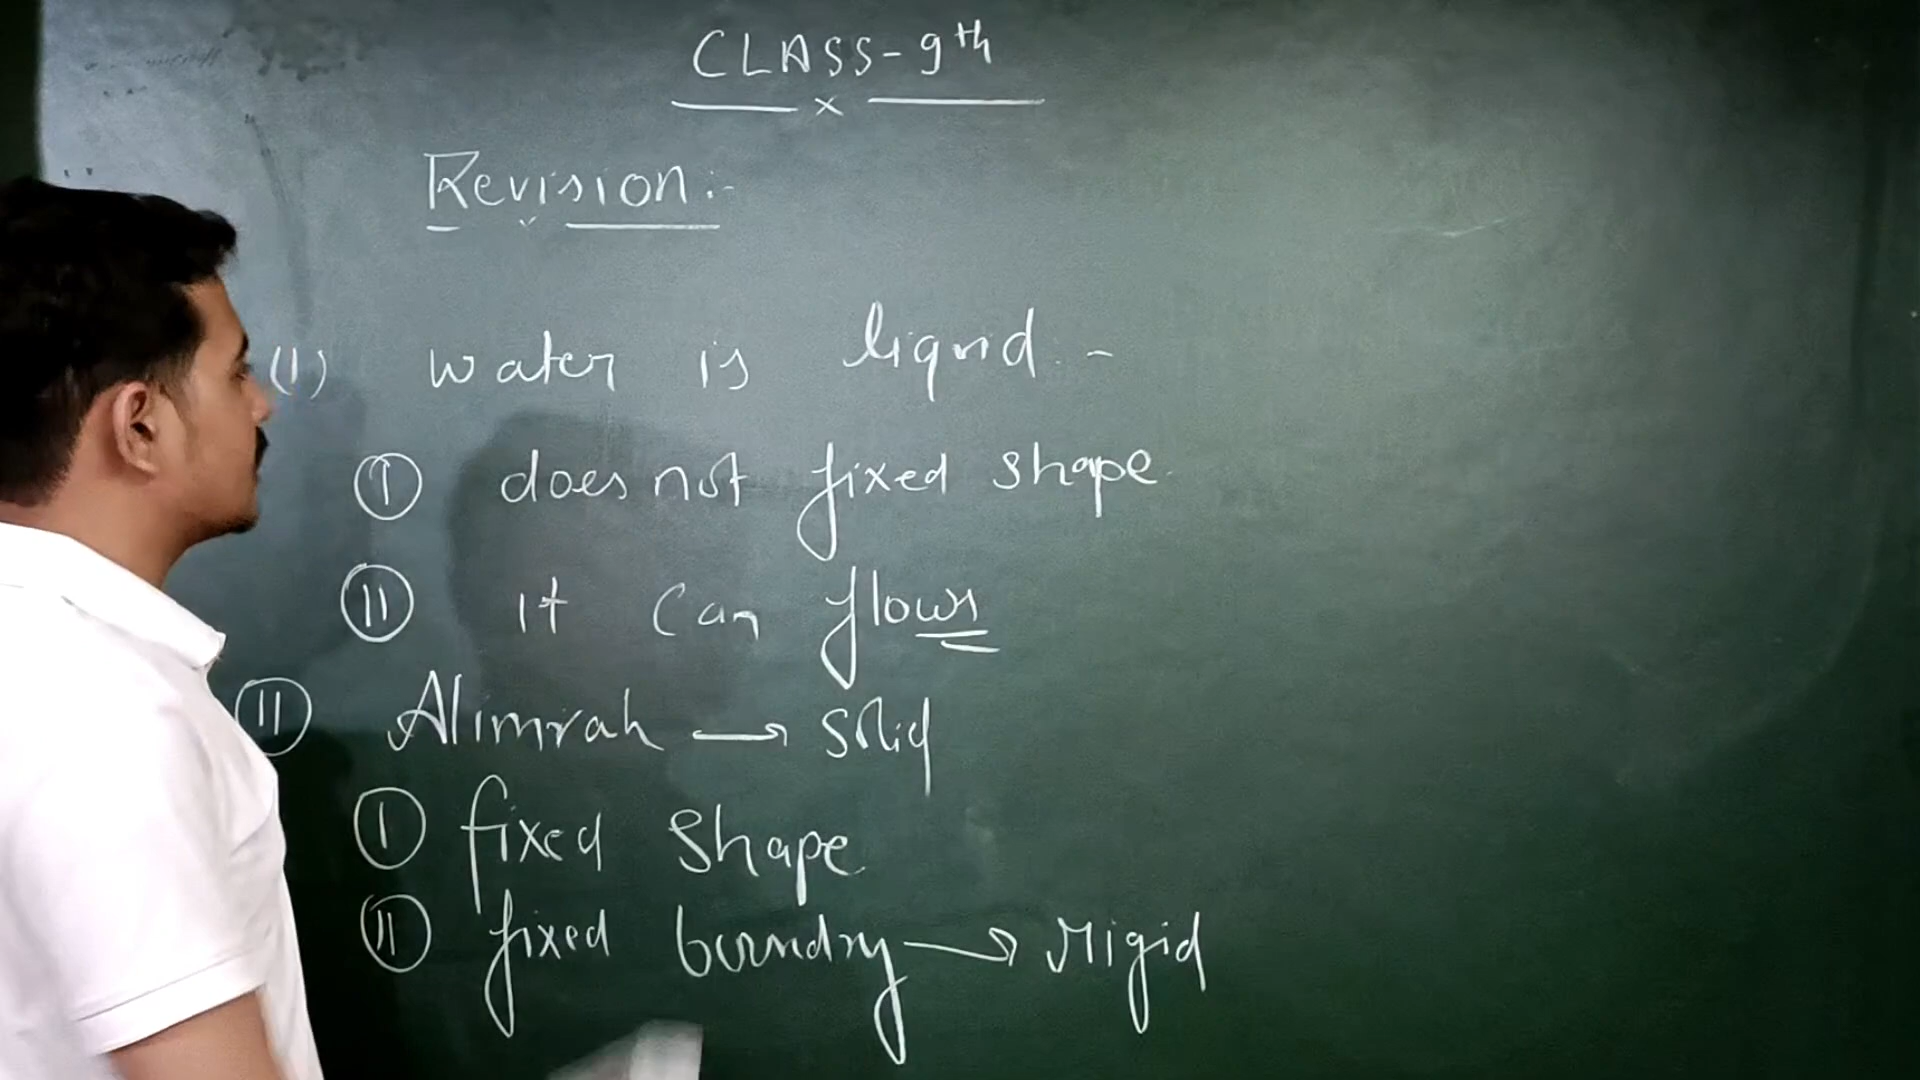 CLASS-9th
x
Revision:-
(1) water is liquid -
(I) does not fixed shape.
(II) it can flows
(II) Alimrah → solid
(I) fixed shape
(II) fixed boundry → rigid